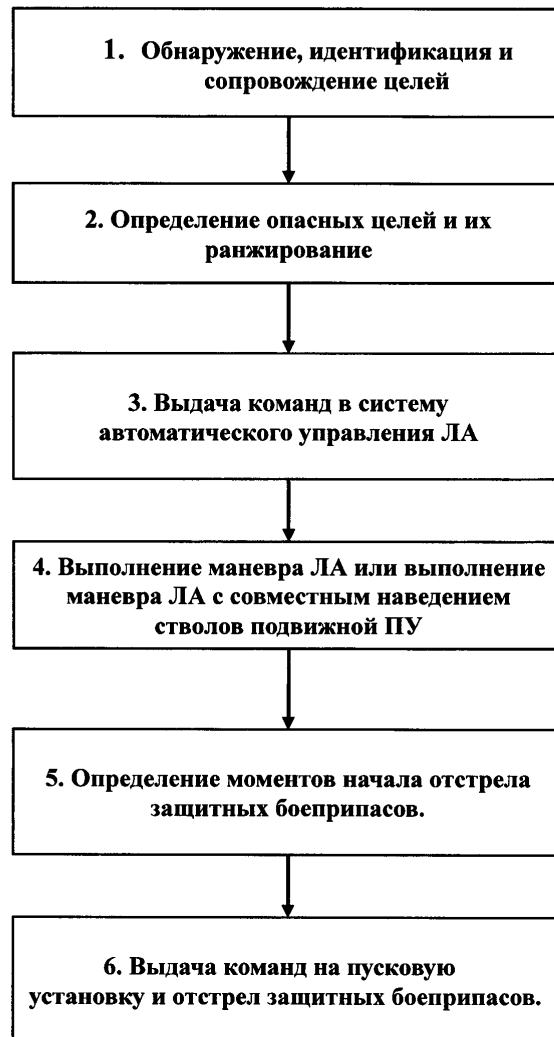 1. Обнаружение, идентификация и
сопровождение целей
2. Определение опасных целей и их
ранжирование
3. Выдача команд в систему
автоматического управления ЛА
4. Выполнение маневра ЛА или выполнение
маневра ЛА с совместным наведением
стволов подвижной ПУ
5. Определение моментов начала отстрела
защитных боеприпасов.
6. Выдача команд на пусковую
установку и отстрел защитных боеприпасов.